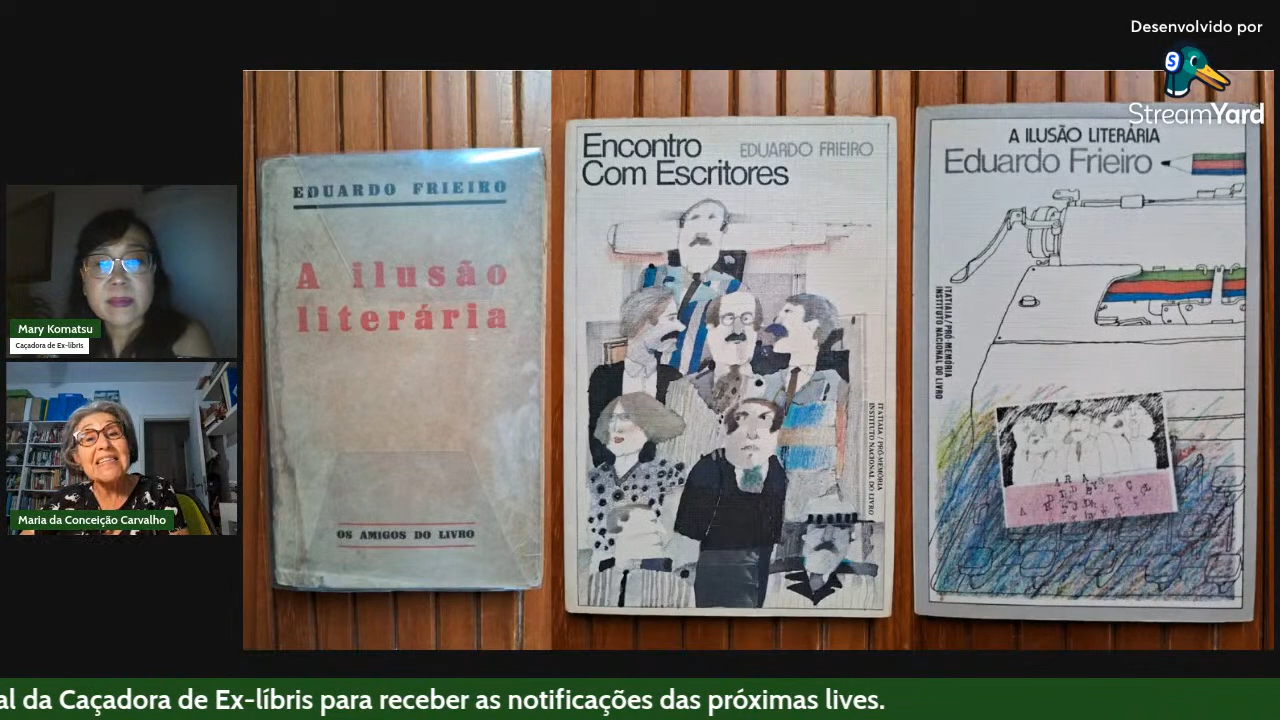 Desenvolvido por
StreamYard
Mary Komatsu
Caçadora de Ex-líbris
Maria da Conceição Carvalho
EDUARDO FRIEIRO
A ilusão
literária
OS AMIGOS DO LIVRO
Encontro
Com Escritores
EDUARDO FRIEIRO
ITATIAIA / PRÓ-MEMÓRIA
INSTITUTO NACIONAL DO LIVRO
A ILUSÃO LITERÁRIA
Eduardo Frieiro
ITATIAIA / PRÓ-MEMÓRIA
INSTITUTO NACIONAL DO LIVRO
al da Caçadora de Ex-líbris para receber as notificações das próximas lives.